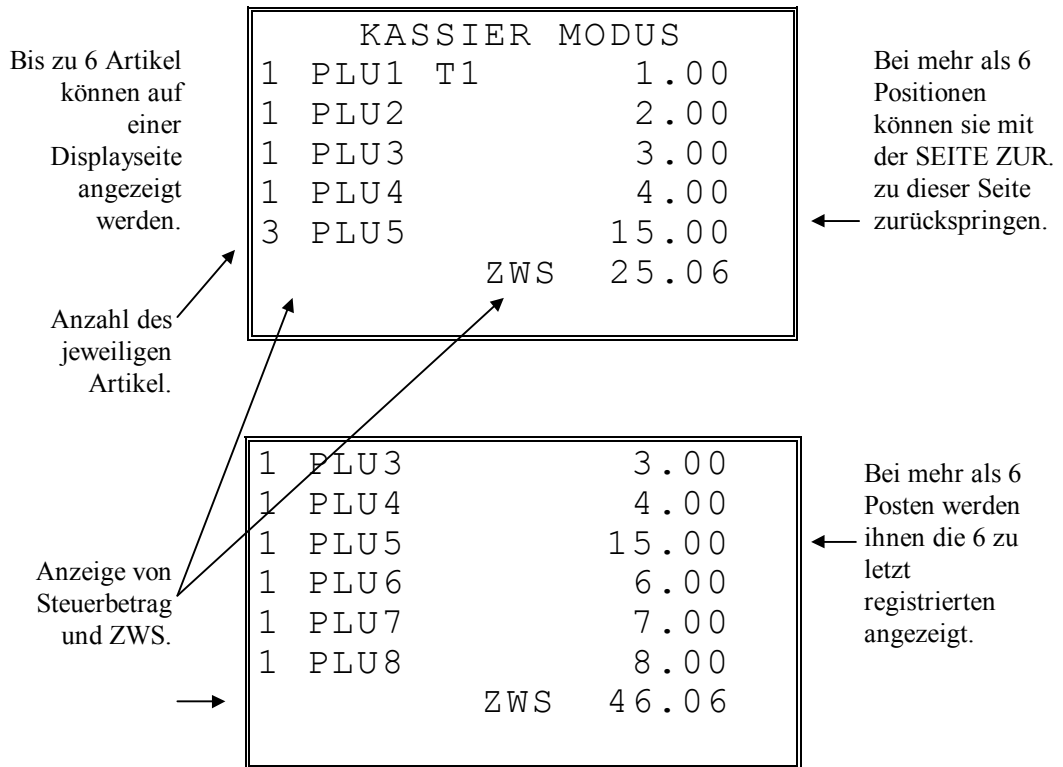 KASSIER MODUS
1 PLU1 T1 1.00
1 PLU2 2.00
1 PLU3 3.00
1 PLU4 4.00
3 PLU5 15.00
ZWS 25.06
Bis zu 6 Artikel
können auf
einer
Displayseite
angezeigt
werden.
Anzahl des
jeweiligen
Artikel.
Bei mehr als 6
Positionen
können sie mit
der SEITE ZUR.
zu dieser Seite
zurückspringen.
1 PLU3 3.00
1 PLU4 4.00
1 PLU5 15.00
1 PLU6 6.00
1 PLU7 7.00
1 PLU8 8.00
ZWS 46.06
Anzeige von
Steuerbetrag
und ZWS.
Bei mehr als 6
Posten werden
ihnen die 6 zu
letzt
registrierten
angezeigt.